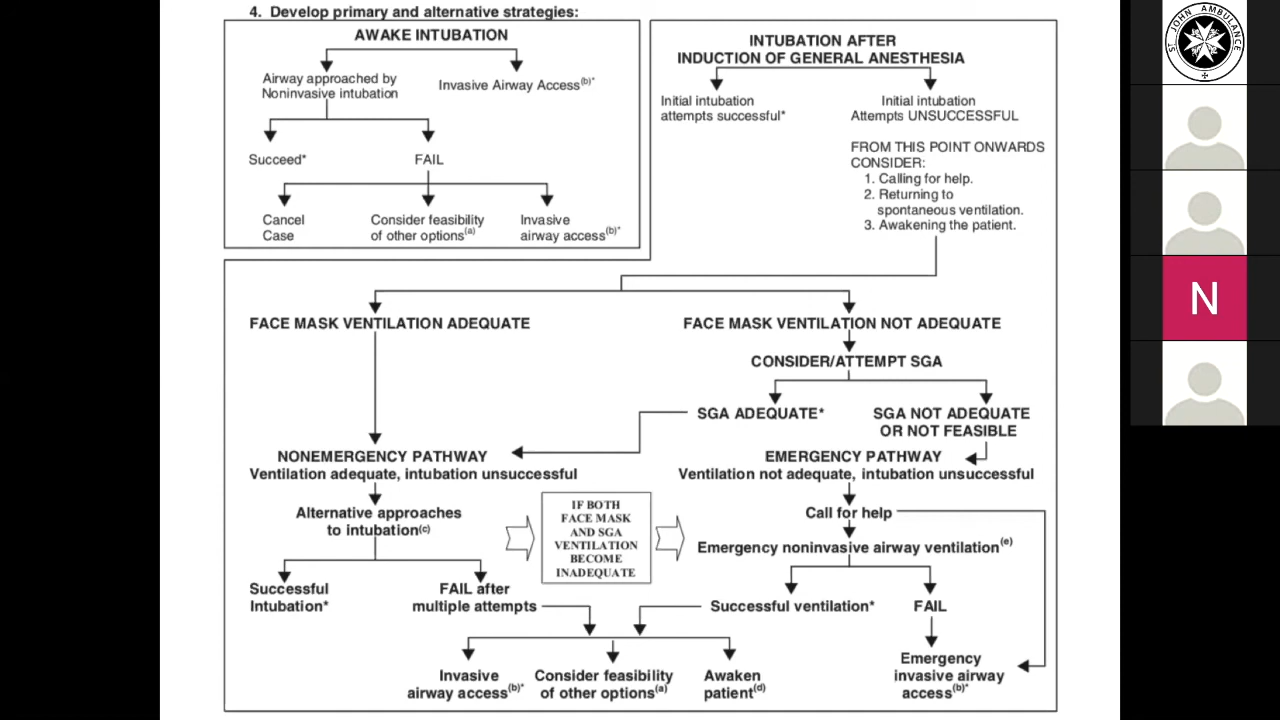 4. Develop primary and alternative strategies:
AWAKE INTUBATION
Airway approached by
Noninvasive intubation
Invasive Airway Access(b)*
Succeed*
FAIL
Cancel
Case
Consider feasibility
of other options(a)
Invasive
airway access(b)*
INTUBATION AFTER
INDUCTION OF GENERAL ANESTHESIA
Initial intubation
attempts successful*
Initial intubation
Attempts UNSUCCESSFUL
FROM THIS POINT ONWARDS
CONSIDER:
1. Calling for help.
2. Returning to
spontaneous ventilation.
3. Awakening the patient.
FACE MASK VENTILATION ADEQUATE
FACE MASK VENTILATION NOT ADEQUATE
CONSIDER/ATTEMPT SGA
SGA ADEQUATE*
SGA NOT ADEQUATE
OR NOT FEASIBLE
NONEMERGENCY PATHWAY
Ventilation adequate, intubation unsuccessful
EMERGENCY PATHWAY
Ventilation not adequate, intubation unsuccessful
Alternative approaches
to intubation(c)
IF BOTH
FACE MASK
AND SGA
VENTILATION
BECOME
INADEQUATE
Call for help
Emergency noninvasive airway ventilation(e)
Successful
Intubation*
FAIL after
multiple attempts
Successful ventilation*
FAIL
Invasive
airway access(b)*
Consider feasibility
of other options(a)
Awaken
patient(d)
Emergency
invasive airway
access(b)*
ST JOHN AMBULANCE
N